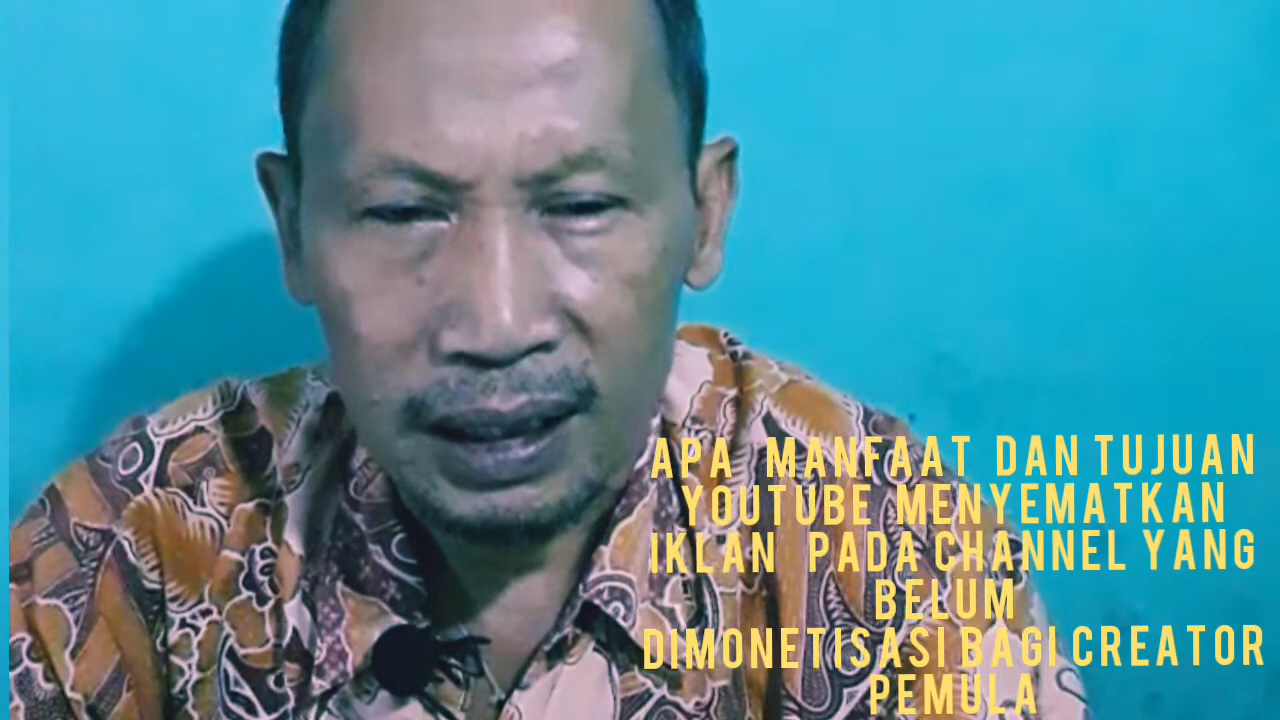 APA MANFAAT DAN TUJUAN
YOUTUBE MENYEMATKAN
IKLAN PADA CHANNEL YANG
BELUM
DIMONETISASI BAGI CREATOR
PEMULA